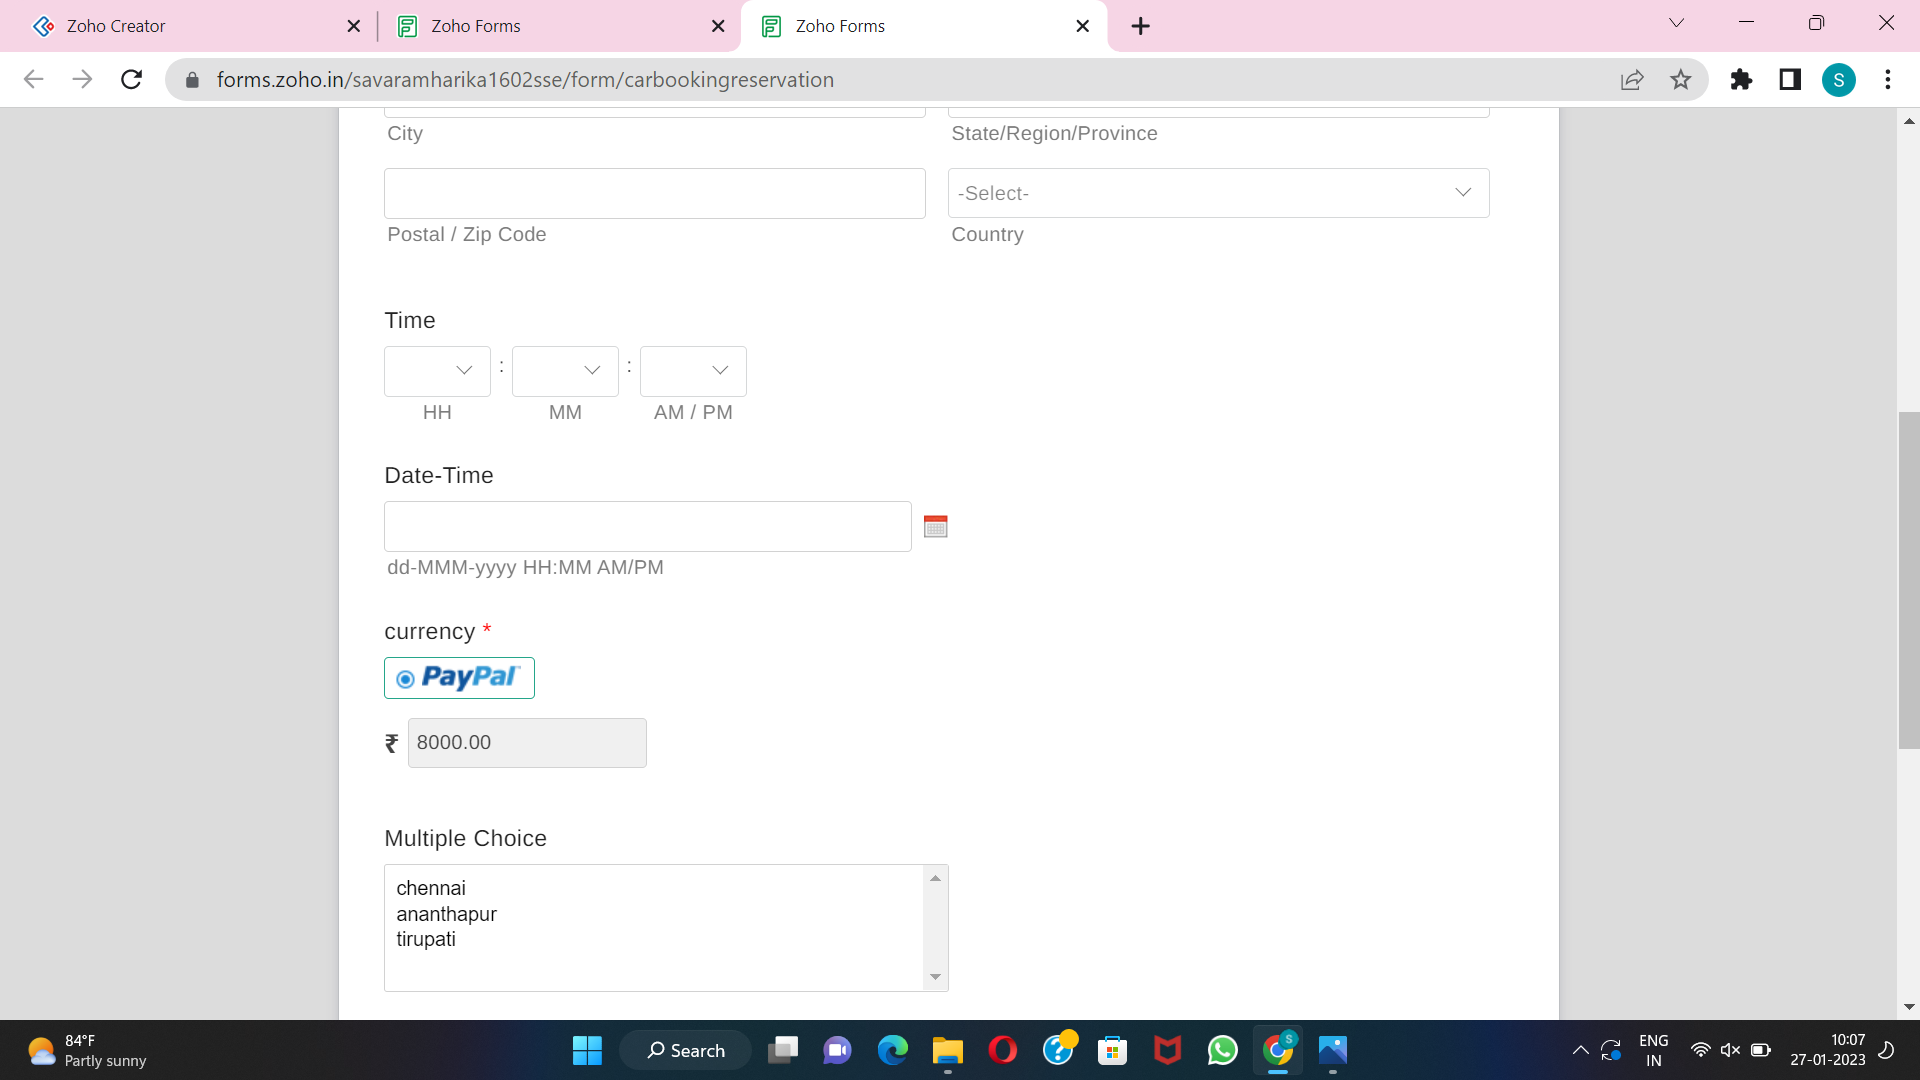 Zoho Creator
Zoho Forms
Zoho Forms
forms.zoho.in/savaramharika1602sse/form/carbookingreservation
S
City
State/Region/Province
-Select-
Postal / Zip Code
Country
Time
: :
HH
MM
AM / PM
Date-Time
dd-MMM-yyyy HH:MM AM/PM
currency *
PayPal
₹ 8000.00
Multiple Choice
chennai
ananthapur
tirupati
84°F
Partly sunny
Search
S
ENG
IN
10:07
27-01-2023